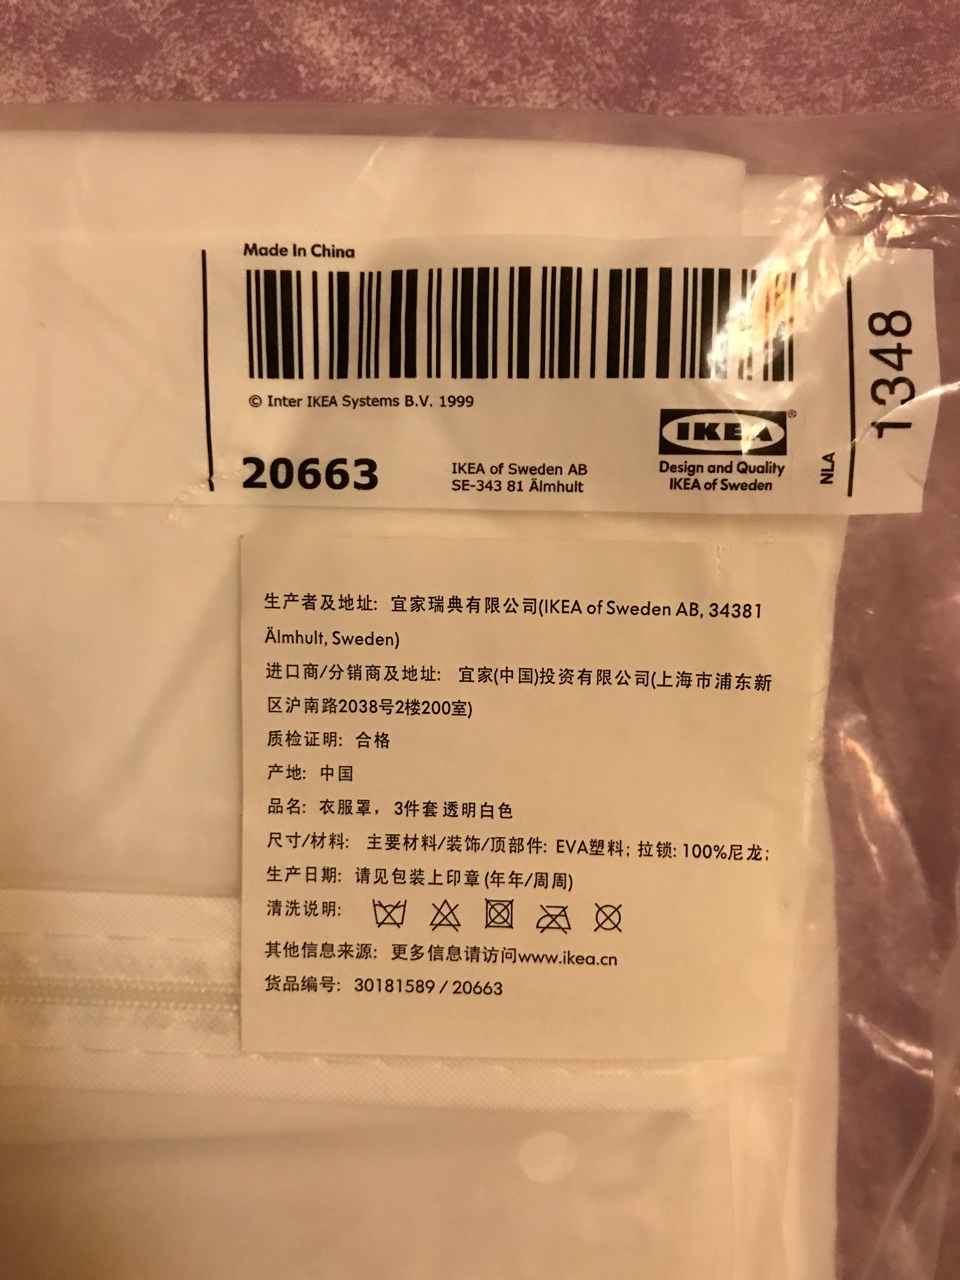 Made In China
© Inter IKEA Systems B.V. 1999
20663
IKEA of Sweden AB
SE-343 81 Älmhult
IKEA®
Design and Quality
IKEA of Sweden
NLA
1348
生产者及地址: 宜家瑞典有限公司(IKEA of Sweden AB, 34381
Älmhult, Sweden)
进口商/分销商及地址: 宜家(中国)投资有限公司(上海市浦东新
区沪南路2038号2楼200室)
质检证明: 合格
产地: 中国
品名: 衣服罩, 3件套 透明白色
尺寸/材料: 主要材料/装饰/顶部件: EVA塑料; 拉锁: 100%尼龙;
生产日期: 请见包装上印章 (年年/周周)
清洗说明:
其他信息来源: 更多信息请访问www.ikea.cn
货品编号: 30181589 / 20663